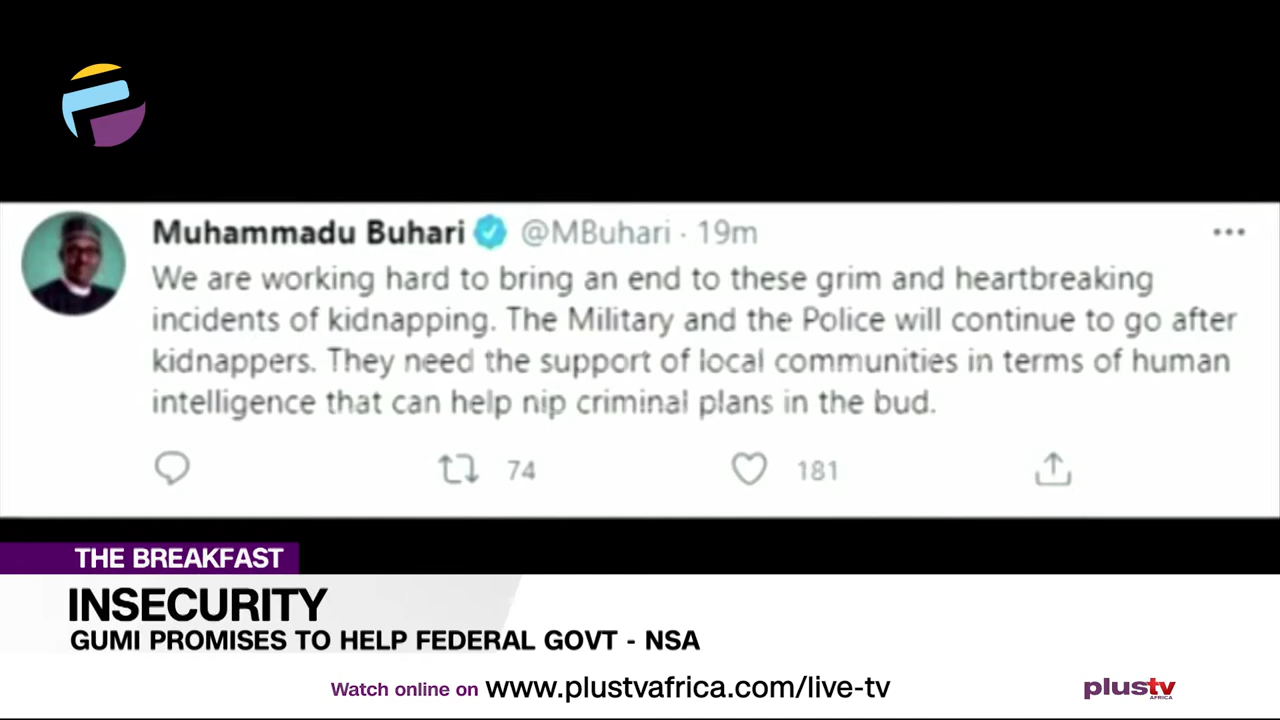 Muhammadu Buhari @MBuhari · 19m
We are working hard to bring an end to these grim and heartbreaking
incidents of kidnapping. The Military and the Police will continue to go after
kidnappers. They need the support of local communities in terms of human
intelligence that can help nip criminal plans in the bud.
74 181
THE BREAKFAST
INSECURITY
GUMI PROMISES TO HELP FEDERAL GOVT - NSA
Watch online on www.plustvafrica.com/live-tv
plustv
AFRICA